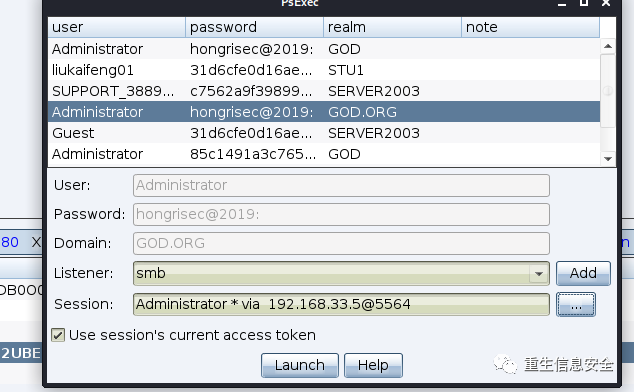 PsExec
user password realm note
Administrator hongrisec@2019: GOD
liukaifeng01 31d6cfe0d16ae... STU1
SUPPORT_3889... c7562a9f39899... SERVER2003
Administrator hongrisec@2019: GOD.ORG
Guest 31d6cfe0d16ae... SERVER2003
Administrator 85c1491a3c765... GOD
User: Administrator
Password: hongrisec@2019:
Domain: GOD.ORG
80 X
Listener: smb Add
DB0O0
Session: Administrator * via 192.168.33.5@5564 ...
Use session's current access token
2UBE
Launch Help
重生信息安全